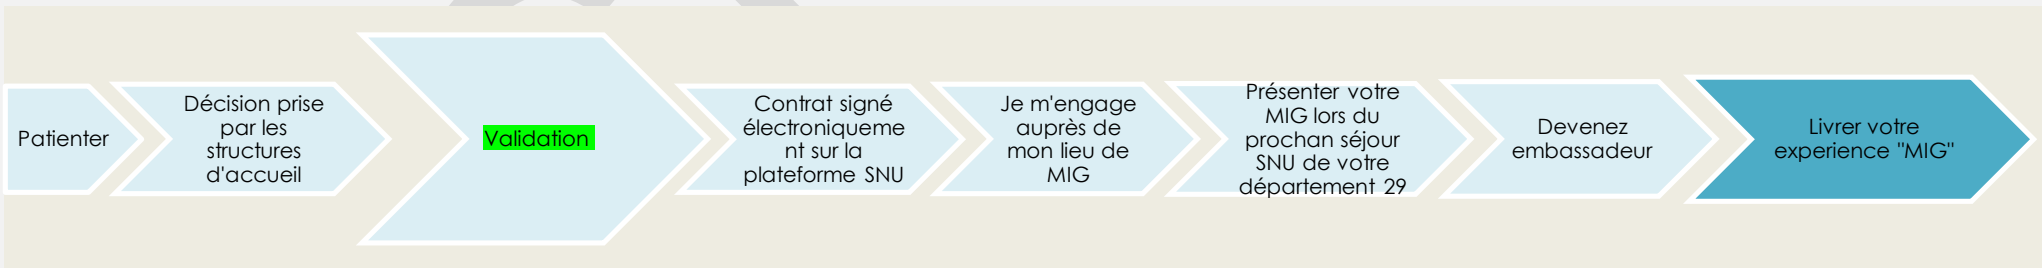 Patienter
Décision prise
par les
structures
d'accueil
Validation
Contrat signé
électroniqueme
nt sur la
plateforme SNU
Je m'engage
auprès de
mon lieu de
MIG
Présenter votre
MIG lors du
prochan séjour
SNU de votre
département 29
Devenez
embassadeur
Livrer votre
experience "MIG"